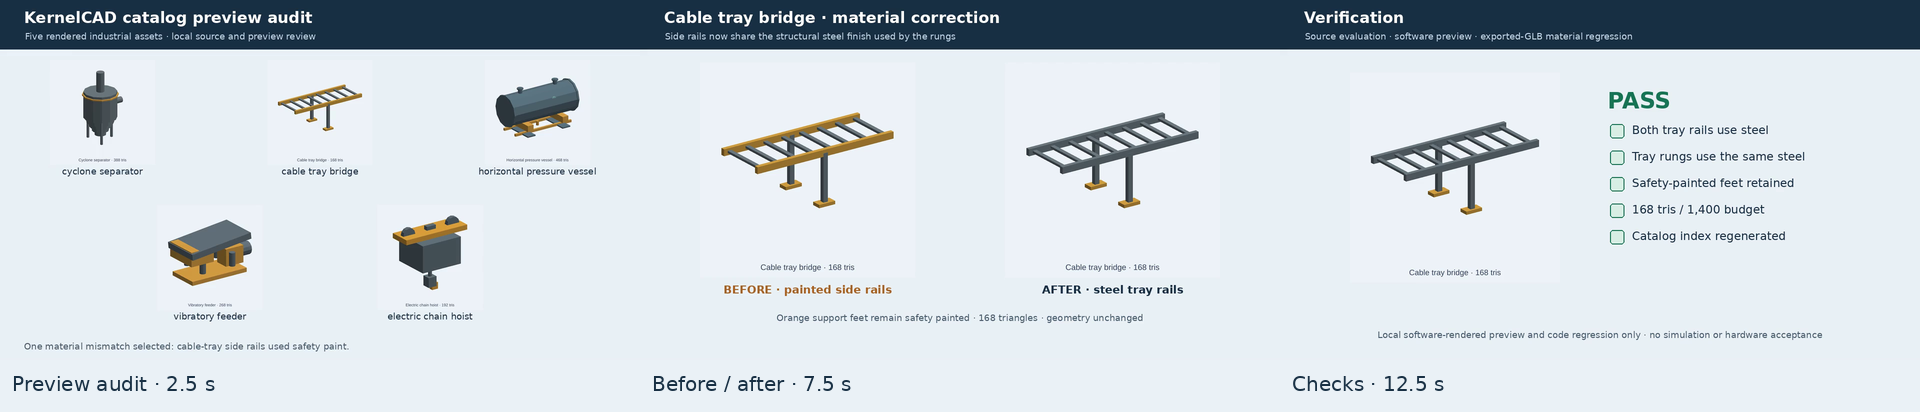 KernelCAD catalog preview audit
Five rendered industrial assets · local source and preview review
cyclone separator
Cable tray bridge · 168 tris
cable tray bridge
horizontal pressure vessel
vibratory feeder
electric chain hoist
One material mismatch selected: cable-tray side rails used safety paint.
Preview audit · 2.5 s
Cable tray bridge · material correction
Side rails now share the structural steel finish used by the rungs
Cable tray bridge · 168 tris
Cable tray bridge · 168 tris
BEFORE · painted side rails
AFTER · steel tray rails
Orange support feet remain safety painted · 168 triangles · geometry unchanged
Before / after · 7.5 s
Verification
Source evaluation · software preview · exported-GLB material regression
Cable tray bridge · 168 tris
PASS
Both tray rails use steel
Tray rungs use the same steel
Safety-painted feet retained
168 tris / 1,400 budget
Catalog index regenerated
Local software-rendered preview and code regression only · no simulation or hardware acceptance
Checks · 12.5 s